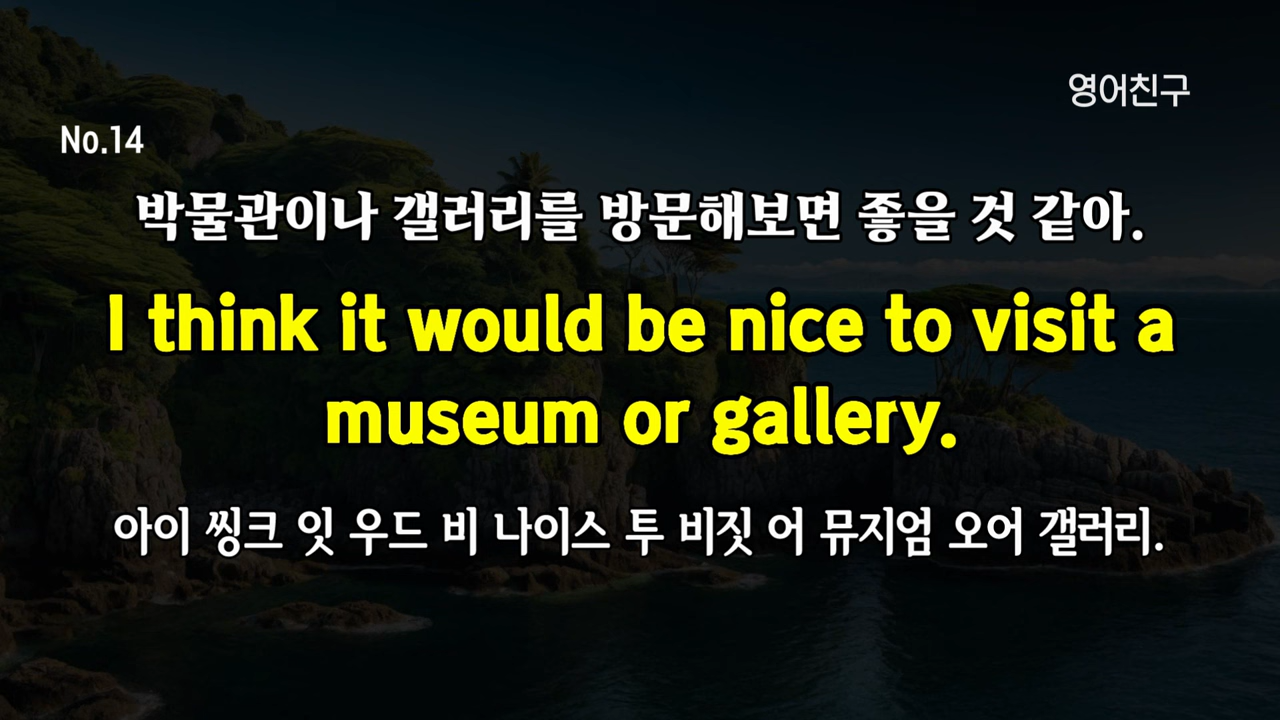 영어친구
No.14
박물관이나 갤러리를 방문해보면 좋을 것 같아.
I think it would be nice to visit a
museum or gallery.
아이 씽크 잇 우드 비 나이스 투 비짓 어 뮤지엄 오어 갤러리.